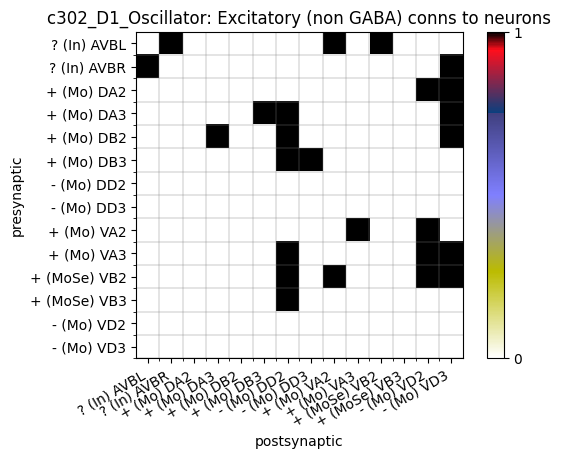 c302_D1_Oscillator: Excitatory (non GABA) conns to neurons
presynaptic
? (In) AVBL
? (In) AVBR
+ (Mo) DA2
+ (Mo) DA3
+ (Mo) DB2
+ (Mo) DB3
- (Mo) DD2
- (Mo) DD3
+ (Mo) VA2
+ (Mo) VA3
+ (MoSe) VB2
+ (MoSe) VB3
- (Mo) VD2
- (Mo) VD3
? (In) AVBL
? (In) AVBR
+ (Mo) DA2
+ (Mo) DA3
+ (Mo) DB2
+ (Mo) DB3
- (Mo) DD2
- (Mo) DD3
+ (Mo) VA2
+ (Mo) VA3
+ (MoSe) VB2
+ (MoSe) VB3
- (Mo) VD2
- (Mo) VD3
postsynaptic
1
0